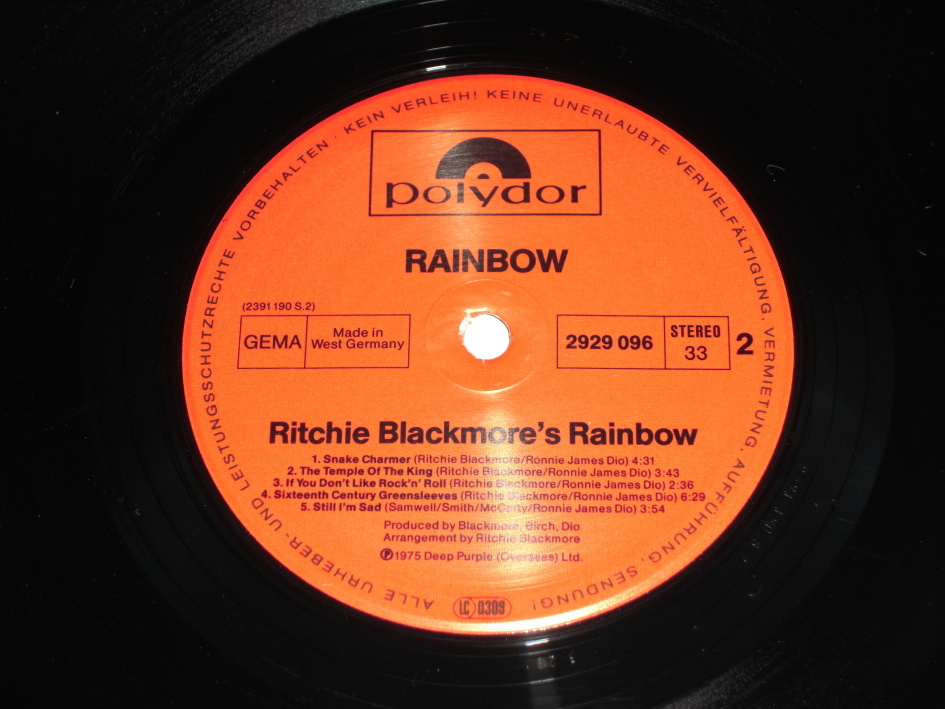 ALLE URHEBER- UND LEISTUNGSSCHUTZRECHTE VORBEHALTEN · KEIN VERLEIH! KEINE UNERLAUBTE VERVIELFÄLTIGUNG, VERMIETUNG, AUFFÜHRUNG, SENDUNG!
polydor
RAINBOW
(2391 190 S.2)
GEMA
Made in
West Germany
2929 096
STEREO
33
2
Ritchie Blackmore's Rainbow
1. Snake Charmer (Ritchie Blackmore/Ronnie James Dio) 4:31
2. The Temple Of The King (Ritchie Blackmore/Ronnie James Dio) 3:43
3. If You Don't Like Rock'n' Roll (Ritchie Blackmore/Ronnie James Dio) 2:36
4. Sixteenth Century Greensleeves (Ritchie Blackmore/Ronnie James Dio) 6:29
5. Still I'm Sad (Samwell/Smith/McCarty/Ronnie James Dio) 3:54
Produced by Blackmore, Birch, Dio
Arrangement by Ritchie Blackmore
℗1975 Deep Purple (Overseas) Ltd.
LC 0309